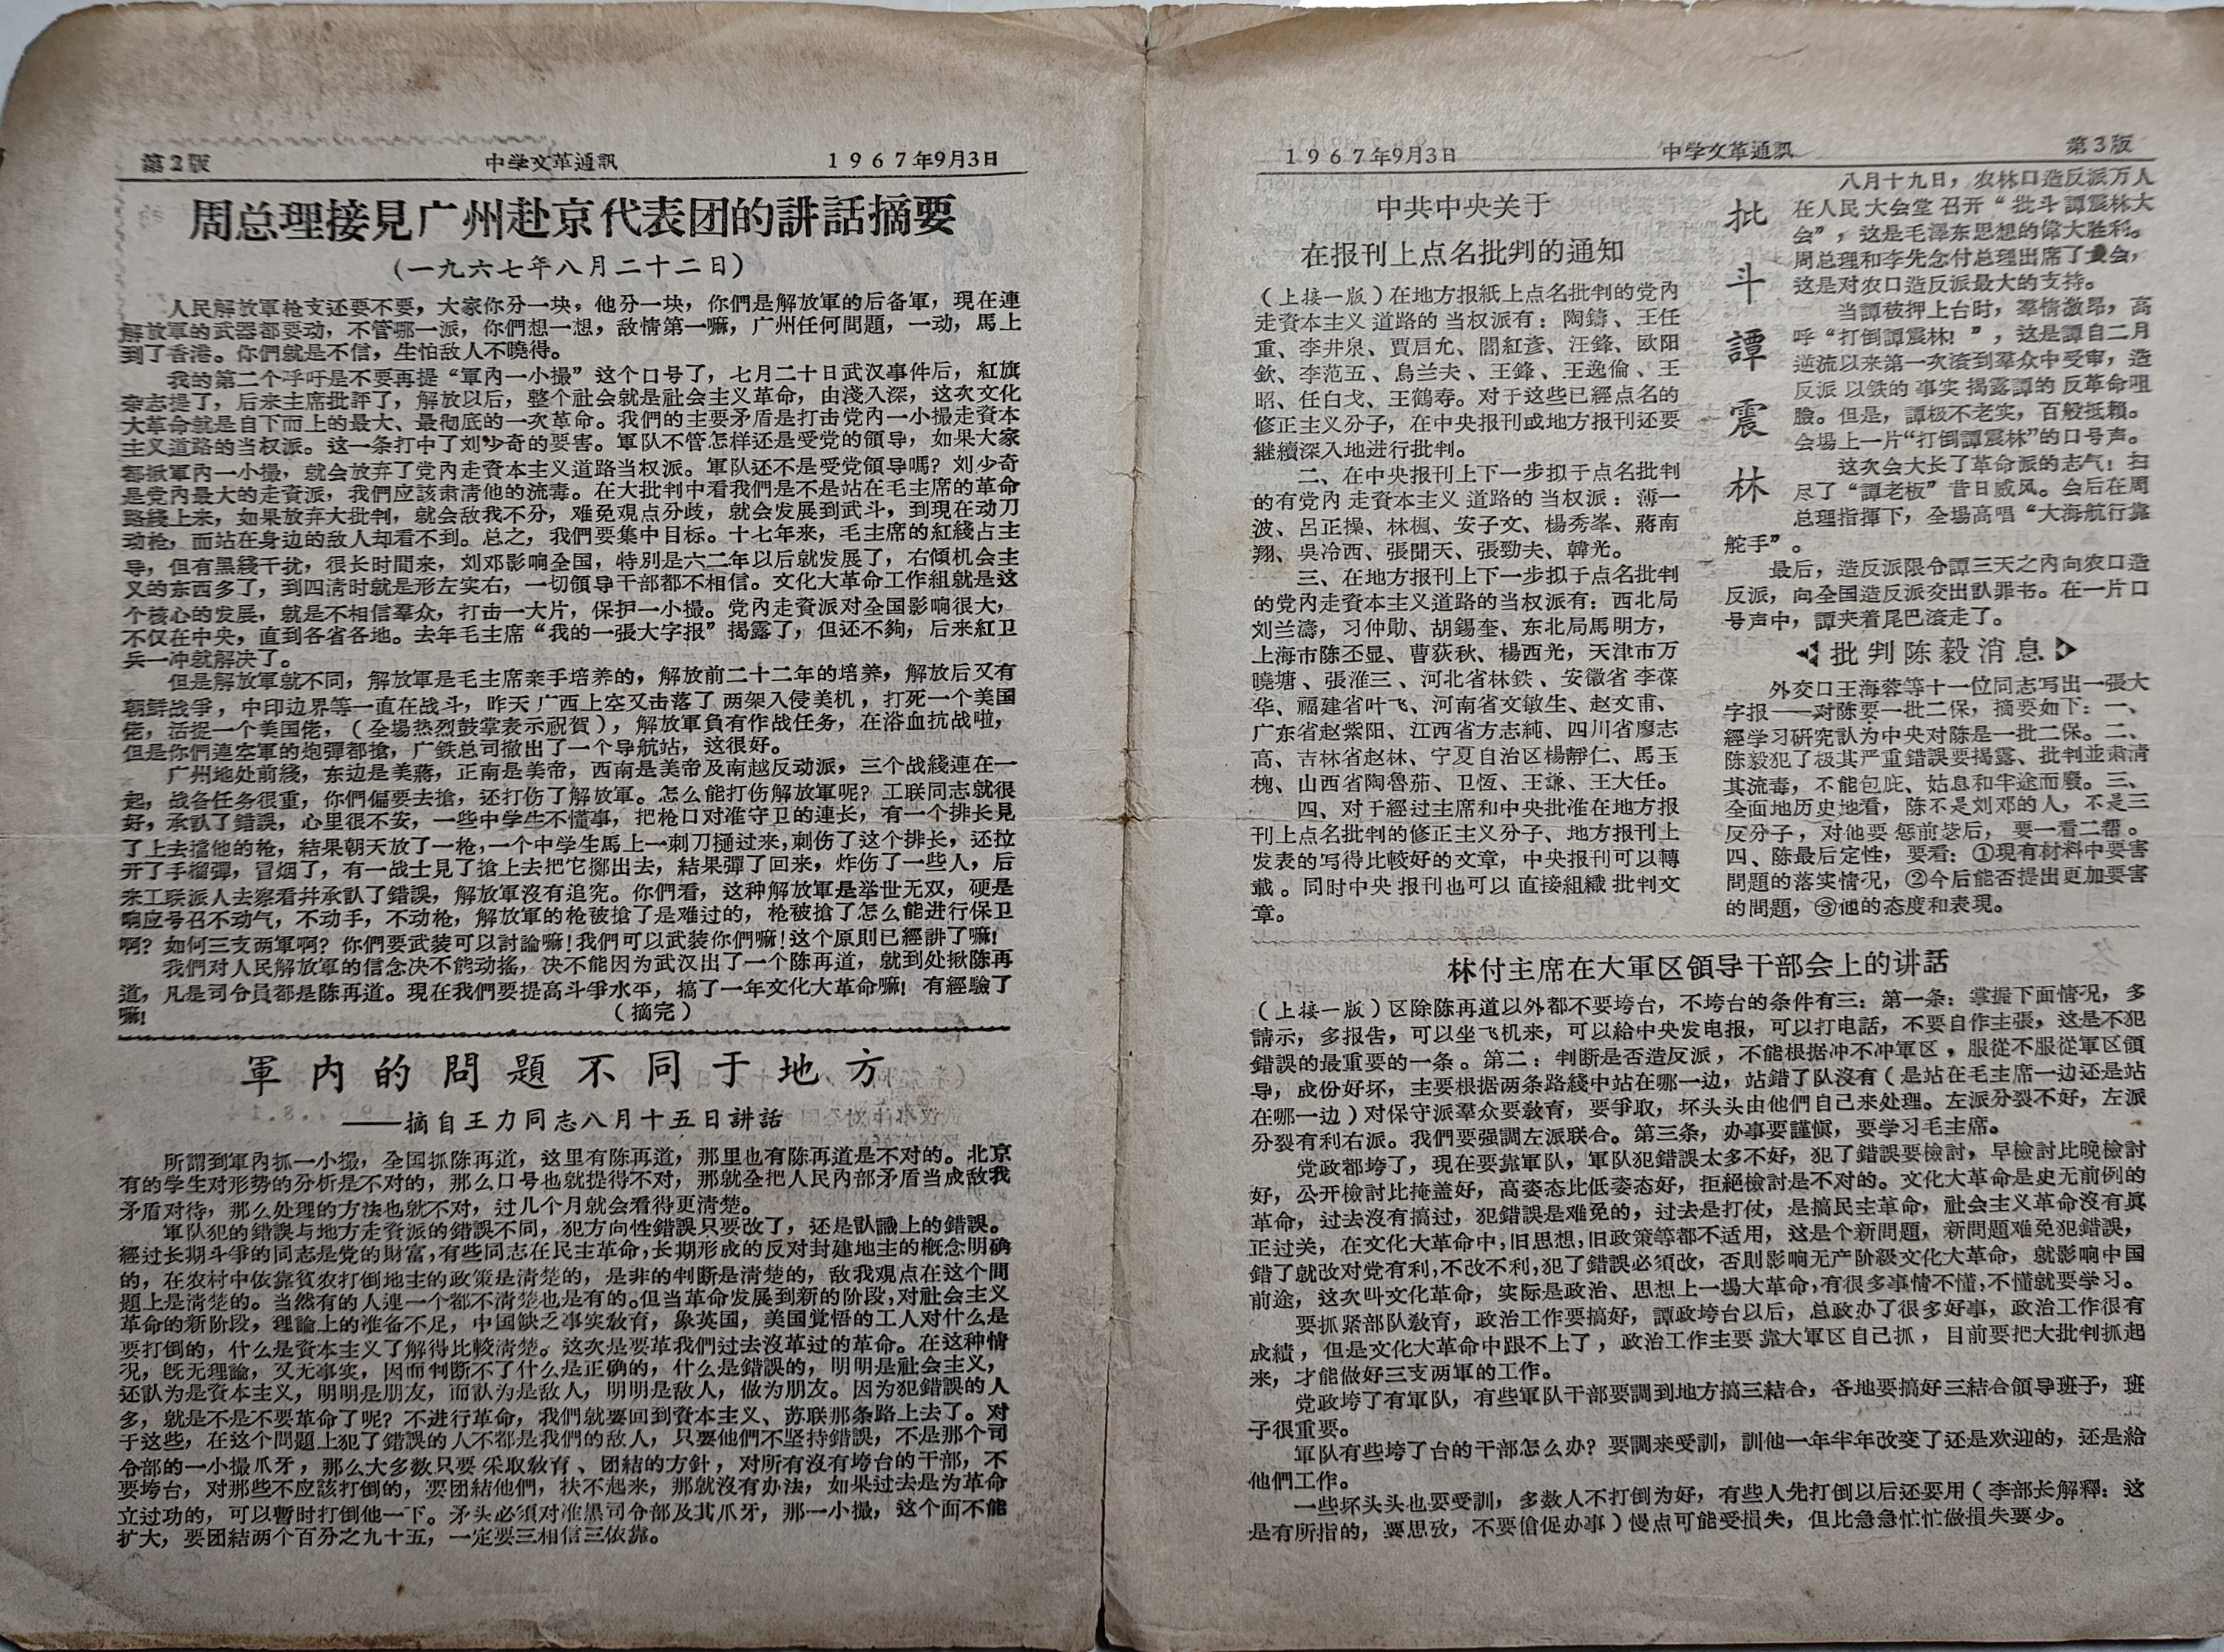 第2版 中学文革通訊 1967年9月3日
周总理接見广州赴京代表团的講話摘要
(一九六七年八月二十二日)
人民解放軍枪支还要不要，大家你分一块，他分一块，你們是解放軍的后备軍，現在連
解放軍的武器都要动，不管哪一派，你們想一想，敌情第一嘛，广州任何問題，一动，馬上
到了香港。你們就是不信，生怕敌人不曉得。
我的第二个呼吁是不要再提“軍內一小撮”这个口号了，七月二十日武汉事件后，紅旗
杂志提了，后来主席批評了，解放以后，整个社会就是社会主义革命，由淺入深，这次文化
大革命就是自下而上的最大、最彻底的一次革命。我們的主要矛盾是打击党內一小撮走資本
主义道路的当权派。这一条打中了刘少奇的要害。軍队不管怎样还是受党的領导，如果大家
都揪軍內一小撮，就会放弃了党內走資本主义道路当权派。軍队还不是受党領导嗎？刘少奇
是党內最大的走資派，我們应該肃清他的流毒。在大批判中看我們是不是站在毛主席的革命
路綫上来，如果放弃大批判，就会敌我不分，难免观点分歧，就会发展到武斗，到現在动刀
动枪，而站在身边的敌人却看不到。总之，我們要集中目标。十七年来，毛主席的紅綫占主
导，但有黑綫干扰，很长时間来，刘邓影响全国，特別是六二年以后就发展了，右傾机会主
义的东西多了，到四清时就是形左实右，一切領导干部都不相信。文化大革命工作組就是这
个核心的发展，就是不相信羣众，打击一大片，保护一小撮。党內走資派对全国影响很大，
不仅在中央，直到各省各地。去年毛主席“我的一張大字报”揭露了，但还不夠，后来紅卫
兵一冲就解决了。
但是解放軍就不同，解放軍是毛主席亲手培养的，解放前二十二年的培养，解放后又有
朝鮮战爭，中印边界等一直在战斗，昨天广西上空又击落了两架入侵美机，打死一个美国
佬，活捉一个美国佬，(全場热烈鼓掌表示祝賀)，解放軍負有作战任务，在浴血抗战啦，
但是你們連空軍的炮彈都搶，广鉄总司撤出了一个导航站，这很好。
广州地处前綫，东边是美蔣，正南是美帝，西南是美帝及南越反动派，三个战綫連在一
起，战备任务很重，你們偏要去搶，还打伤了解放軍。怎么能打伤解放軍呢？工联同志就很
好，承認了錯誤，心里很不安，一些中学生不懂事，把枪口对准守卫的連长，有一个排长見
了上去擋他的枪，結果朝天放了一枪，一个中学生馬上一刺刀捅过来，刺伤了这个排长，还拉
开了手榴彈，冒烟了，有一战士見了搶上去把它擲出去，結果彈了回来，炸伤了一些人，后
来工联派人去察看幷承認了錯誤，解放軍沒有追究。你們看，这种解放軍是举世无双，硬是
响应号召不动气，不动手，不动枪，解放軍的枪被搶了是难过的，枪被搶了怎么能进行保卫
啊？如何三支两軍啊？你們要武装可以討論嘛！我們可以武装你們嘛！这个原則已經講了嘛！
我們对人民解放軍的信念决不能动搖，决不能因为武汉出了一个陈再道，就到处揪陈再
道，凡是司令員都是陈再道。現在我們要提高斗爭水平，搞了一年文化大革命嘛！有經驗了
嘛！ (摘完)
軍內的問題不同于地方
——摘自王力同志八月十五日講話
所謂到軍內抓一小撮，全国抓陈再道，这里有陈再道，那里也有陈再道是不对的。北京
有的学生对形势的分析是不对的，那么口号也就提得不对，那就全把人民內部矛盾当成敌我
矛盾对待，那么处理的方法也就不对，过几个月就会看得更清楚。
軍队犯的錯誤与地方走資派的錯誤不同，犯方向性錯誤只要改了，还是認識上的錯誤。
經过长期斗爭的同志是党的財富，有些同志在民主革命，长期形成的反对封建地主的概念明确
的，在农村中依靠貧农打倒地主的政策是清楚的，是非的判断是清楚的，敌我观点在这个問
題上是清楚的。当然有的人連一个都不清楚也是有的。但当革命发展到新的阶段，对社会主义
革命的新阶段，理論上的准备不足，中国缺乏事实敎育，象英国，美国觉悟的工人对什么是
要打倒的，什么是資本主义了解得比較清楚。这次是要革我們过去沒革过的革命。在这种情
况，旣无理論，又无事实，因而判断不了什么是正确的，什么是錯誤的，明明是社会主义，
还認为是資本主义，明明是朋友，而認为是敌人，明明是敌人，做为朋友。因为犯錯誤的人
多，就是不是不要革命了呢？不进行革命，我們就要回到資本主义、苏联那条路上去了。对
于这些，在这个問題上犯了錯誤的人不都是我們的敌人，只要他們不坚持錯誤，不是那个司
令部的一小撮爪牙，那么大多数只要采取敎育、团結的方針，对所有沒有垮台的干部，不
要垮台，对那些不应該打倒的，要团結他們，扶不起来，那就沒有办法，如果过去是为革命
立过功的，可以暫时打倒他一下。矛头必須对准黑司令部及其爪牙，那一小撮，这个面不能
扩大，要团結两个百分之九十五，一定要三相信三依靠。
1967年9月3日 中学文革通訊 第3版
中共中央关于
在报刊上点名批判的通知
(上接一版)在地方报紙上点名批判的党內
走資本主义道路的当权派有：陶鑄、王任
重、李井泉、賈启允、閻紅彥、汪鋒、欧阳
欽、李范五、烏兰夫、王鋒、王逸倫、王
昭、任白戈、王鶴寿。对于这些已經点名的
修正主义分子，在中央报刊或地方报刊还要
継續深入地进行批判。
二、在中央报刊上下一步拟于点名批判
的有党內走資本主义道路的当权派：薄一
波、呂正操、林楓、安子文、楊秀峯、蔣南
翔、吳冷西、張聞天、張勁夫、韓光。
三、在地方报刊上下一步拟于点名批判
的党內走資本主义道路的当权派有：西北局
刘兰濤，习仲勛、胡錫奎、东北局馬明方，
上海市陈丕显、曹荻秋、楊西光，天津市万
曉塘、張淮三、河北省林鉄、安徽省李葆
华、福建省叶飞、河南省文敏生、赵文甫、
广东省赵紫阳、江西省方志純、四川省廖志
高、吉林省赵林、宁夏自治区楊靜仁、馬玉
槐、山西省陶魯茄、卫恆、王謙、王大任。
四、对于經过主席和中央批准在地方报
刊上点名批判的修正主义分子、地方报刊上
发表的写得比較好的文章，中央报刊可以轉
載。同时中央报刊也可以直接組織批判文
章。
批斗譚震林
八月十九日，农林口造反派万人
在人民大会堂召开“批斗譚震林大
会”，这是毛澤东思想的偉大胜利。
周总理和李先念付总理出席了大会，
这是对农口造反派最大的支持。
当譚被押上台时，羣情激昂，高
呼“打倒譚震林！”，这是譚自二月
逆流以来第一次滾到羣众中受审，造
反派以鉄的事实揭露譚的反革命咀
臉。但是，譚极不老实，百般抵賴。
会場上一片“打倒譚震林”的口号声。
这次会大长了革命派的志气！扫
尽了“譚老板”昔日威风。会后在周
总理指揮下，全場高唱“大海航行靠
舵手”。
最后，造反派限令譚三天之內向农口造
反派，向全国造反派交出認罪书。在一片口
号声中，譚夹着尾巴滾走了。
批判陈毅消息
外交口王海蓉等十一位同志写出一張大
字报——对陈要一批二保，摘要如下：一、
經学习研究認为中央对陈是一批二保。二、
陈毅犯了极其严重錯誤要揭露、批判並肃清
其流毒，不能包庇、姑息和半途而廢。三、
全面地历史地看，陈不是刘邓的人，不是三
反分子，对他要惩前毖后，要一看二帮。
四、陈最后定性，要看：①現有材料中要害
問題的落实情况，②今后能否提出更加要害
的問題，③他的态度和表現。
林付主席在大軍区領导干部会上的讲話
(上接一版)区除陈再道以外都不要垮台，不垮台的条件有三：第一条：掌握下面情况，多
請示，多报告，可以坐飞机来，可以給中央发电报，可以打电話，不要自作主張，这是不犯
錯誤的最重要的一条。第二：判断是否造反派，不能根据冲不冲軍区，服從不服從軍区領
导，成份好坏，主要根据两条路綫中站在哪一边，站錯了队沒有(是站在毛主席一边还是站
在哪一边)对保守派羣众要敎育，要爭取，坏头头由他們自己来处理。左派分裂不好，左派
分裂有利右派。我們要强調左派联合。第三条，办事要謹愼，要学习毛主席。
党政都垮了，現在要靠軍队，軍队犯錯誤太多不好，犯了錯誤要檢討，早檢討比晚檢討
好，公开檢討比掩盖好，高姿态比低姿态好，拒絕檢討是不对的。文化大革命是史无前例的
革命，过去沒有搞过，犯錯誤是难免的，过去是打仗，是搞民主革命，社会主义革命沒有眞
正过关，在文化大革命中，旧思想，旧政策等都不适用，这是个新問題，新問題难免犯錯誤，
錯了就改对党有利，不改不利，犯了錯誤必須改，否則影响无产阶級文化大革命，就影响中国
前途，这次叫文化革命，实际是政治、思想上一場大革命，有很多事情不懂，不懂就要学习。
要抓紧部队敎育，政治工作要搞好，譚政垮台以后，总政办了很多好事，政治工作很有
成績，但是文化大革命中跟不上了，政治工作主要靠大軍区自己抓，目前要把大批判抓起
来，才能做好三支两軍的工作。
党政垮了有軍队，有些軍队干部要調到地方搞三結合，各地要搞好三結合領导班子，班
子很重要。
軍队有些垮了台的干部怎么办？要調来受訓，訓他一年半年改变了还是欢迎的，还是給
他們工作。
一些坏头头也要受訓，多数人不打倒为好，有些人先打倒以后还要用(李部长解釋：这
是有所指的，要思攷，不要偣促办事)慢点可能受損失，但比急急忙忙做損失要少。